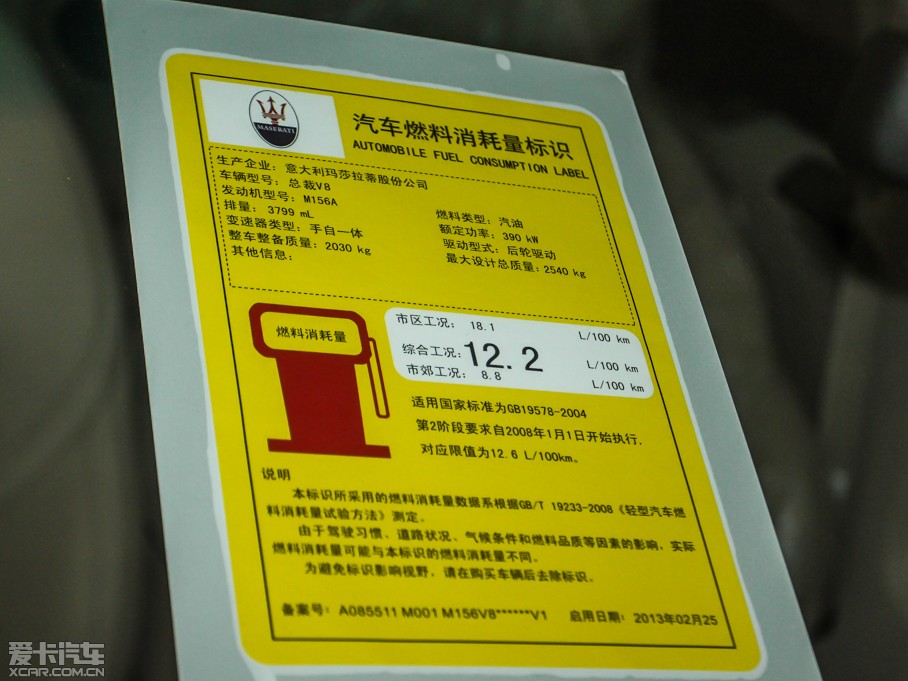 MASERATI
汽车燃料消耗量标识
AUTOMOBILE FUEL CONSUMPTION LABEL
生产企业：意大利玛莎拉蒂股份公司
车辆型号：总裁V8
发动机型号：M156A
排量：3799 mL
变速器类型：手自一体
整车整备质量：2030 kg
其他信息：
燃料类型：汽油
额定功率：390 kW
驱动型式：后轮驱动
最大设计总质量：2540 kg
燃料消耗量
市区工况：18.1 L/100 km
综合工况：12.2 L/100 km
市郊工况：8.8 L/100 km
适用国家标准为GB19578-2004
第2阶段要求自2008年1月1日开始执行，
对应限值为12.6 L/100km。
说明
本标识所采用的燃料消耗量数据系根据GB/T 19233-2008《轻型汽车燃
料消耗量试验方法》测定。
由于驾驶习惯、道路状况、气候条件和燃料品质等因素的影响，实际
燃料消耗量可能与本标识的燃料消耗量不同。
为避免标识影响视野，请在购买车辆后去除标识。
备案号：A085511 M001 M156V8******V1 启用日期：2013年02月25
爱卡汽车
XCAR.COM.CN